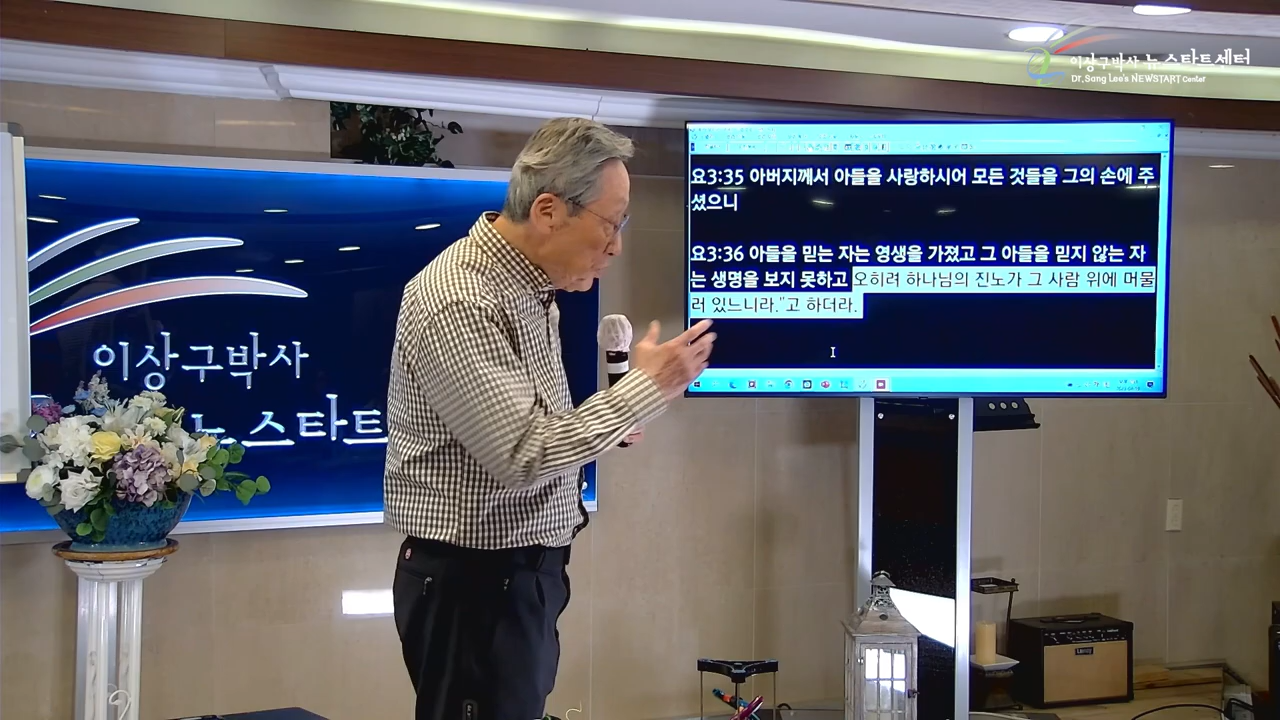 이상구박사 뉴스타트센터
Dr. Sang Lee's NEWSTART Center
요3:35 아버지께서 아들을 사랑하시어 모든 것들을 그의 손에 주
셨으니
요3:36 아들을 믿는 자는 영생을 가졌고 그 아들을 믿지 않는 자
는 생명을 보지 못하고 오히려 하나님의 진노가 그 사람 위에 머물
러 있느니라."고 하더라.
이상구박사
뉴스타트